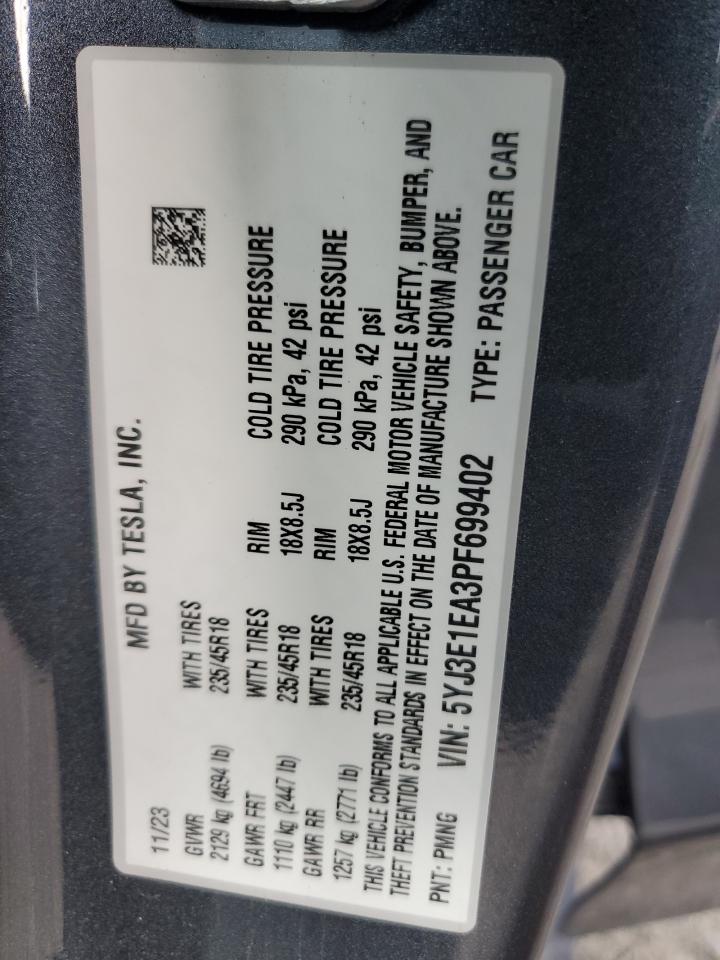 MFD BY TESLA, INC.
11/23
GVWR WITH TIRES
2129 kg (4694 lb) 235/45R18
GAWR FRT WITH TIRES RIM COLD TIRE PRESSURE
1110 kg (2447 lb) 235/45R18 18X8.5J 290 kPa, 42 psi
GAWR RR WITH TIRES RIM COLD TIRE PRESSURE
1257 kg (2771 lb) 235/45R18 18X8.5J 290 kPa, 42 psi
THIS VEHICLE CONFORMS TO ALL APPLICABLE U.S. FEDERAL MOTOR VEHICLE SAFETY, BUMPER, AND
THEFT PREVENTION STANDARDS IN EFFECT ON THE DATE OF MANUFACTURE SHOWN ABOVE.
PNT: PMNG VIN: 5YJ3E1EA3PF699402 TYPE: PASSENGER CAR